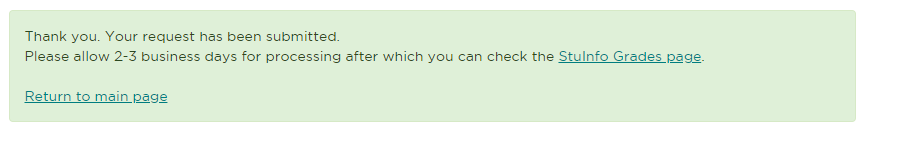 Thank you. Your request has been submitted.
Please allow 2-3 business days for processing after which you can check the StuInfo Grades page.
Return to main page